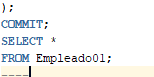 );
COMMIT;
SELECT *
FROM Empleado01;
----